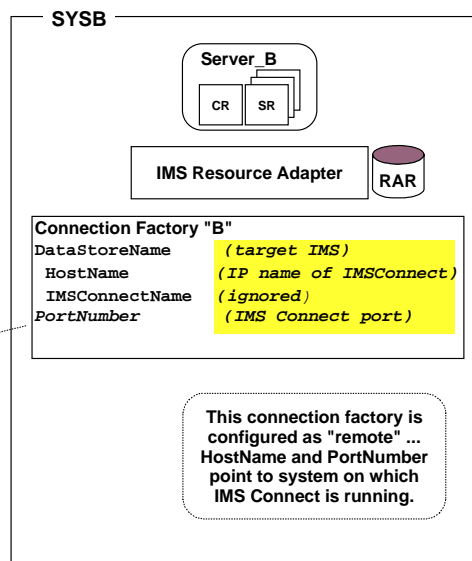 SYSB
Server_B
CR SR
IMS Resource Adapter
RAR
Connection Factory "B"
DataStoreName (target IMS)
HostName (IP name of IMSConnect)
IMSConnectName (ignored)
PortNumber (IMS Connect port)
This connection factory is
configured as "remote" ...
HostName and PortNumber
point to system on which
IMS Connect is running.